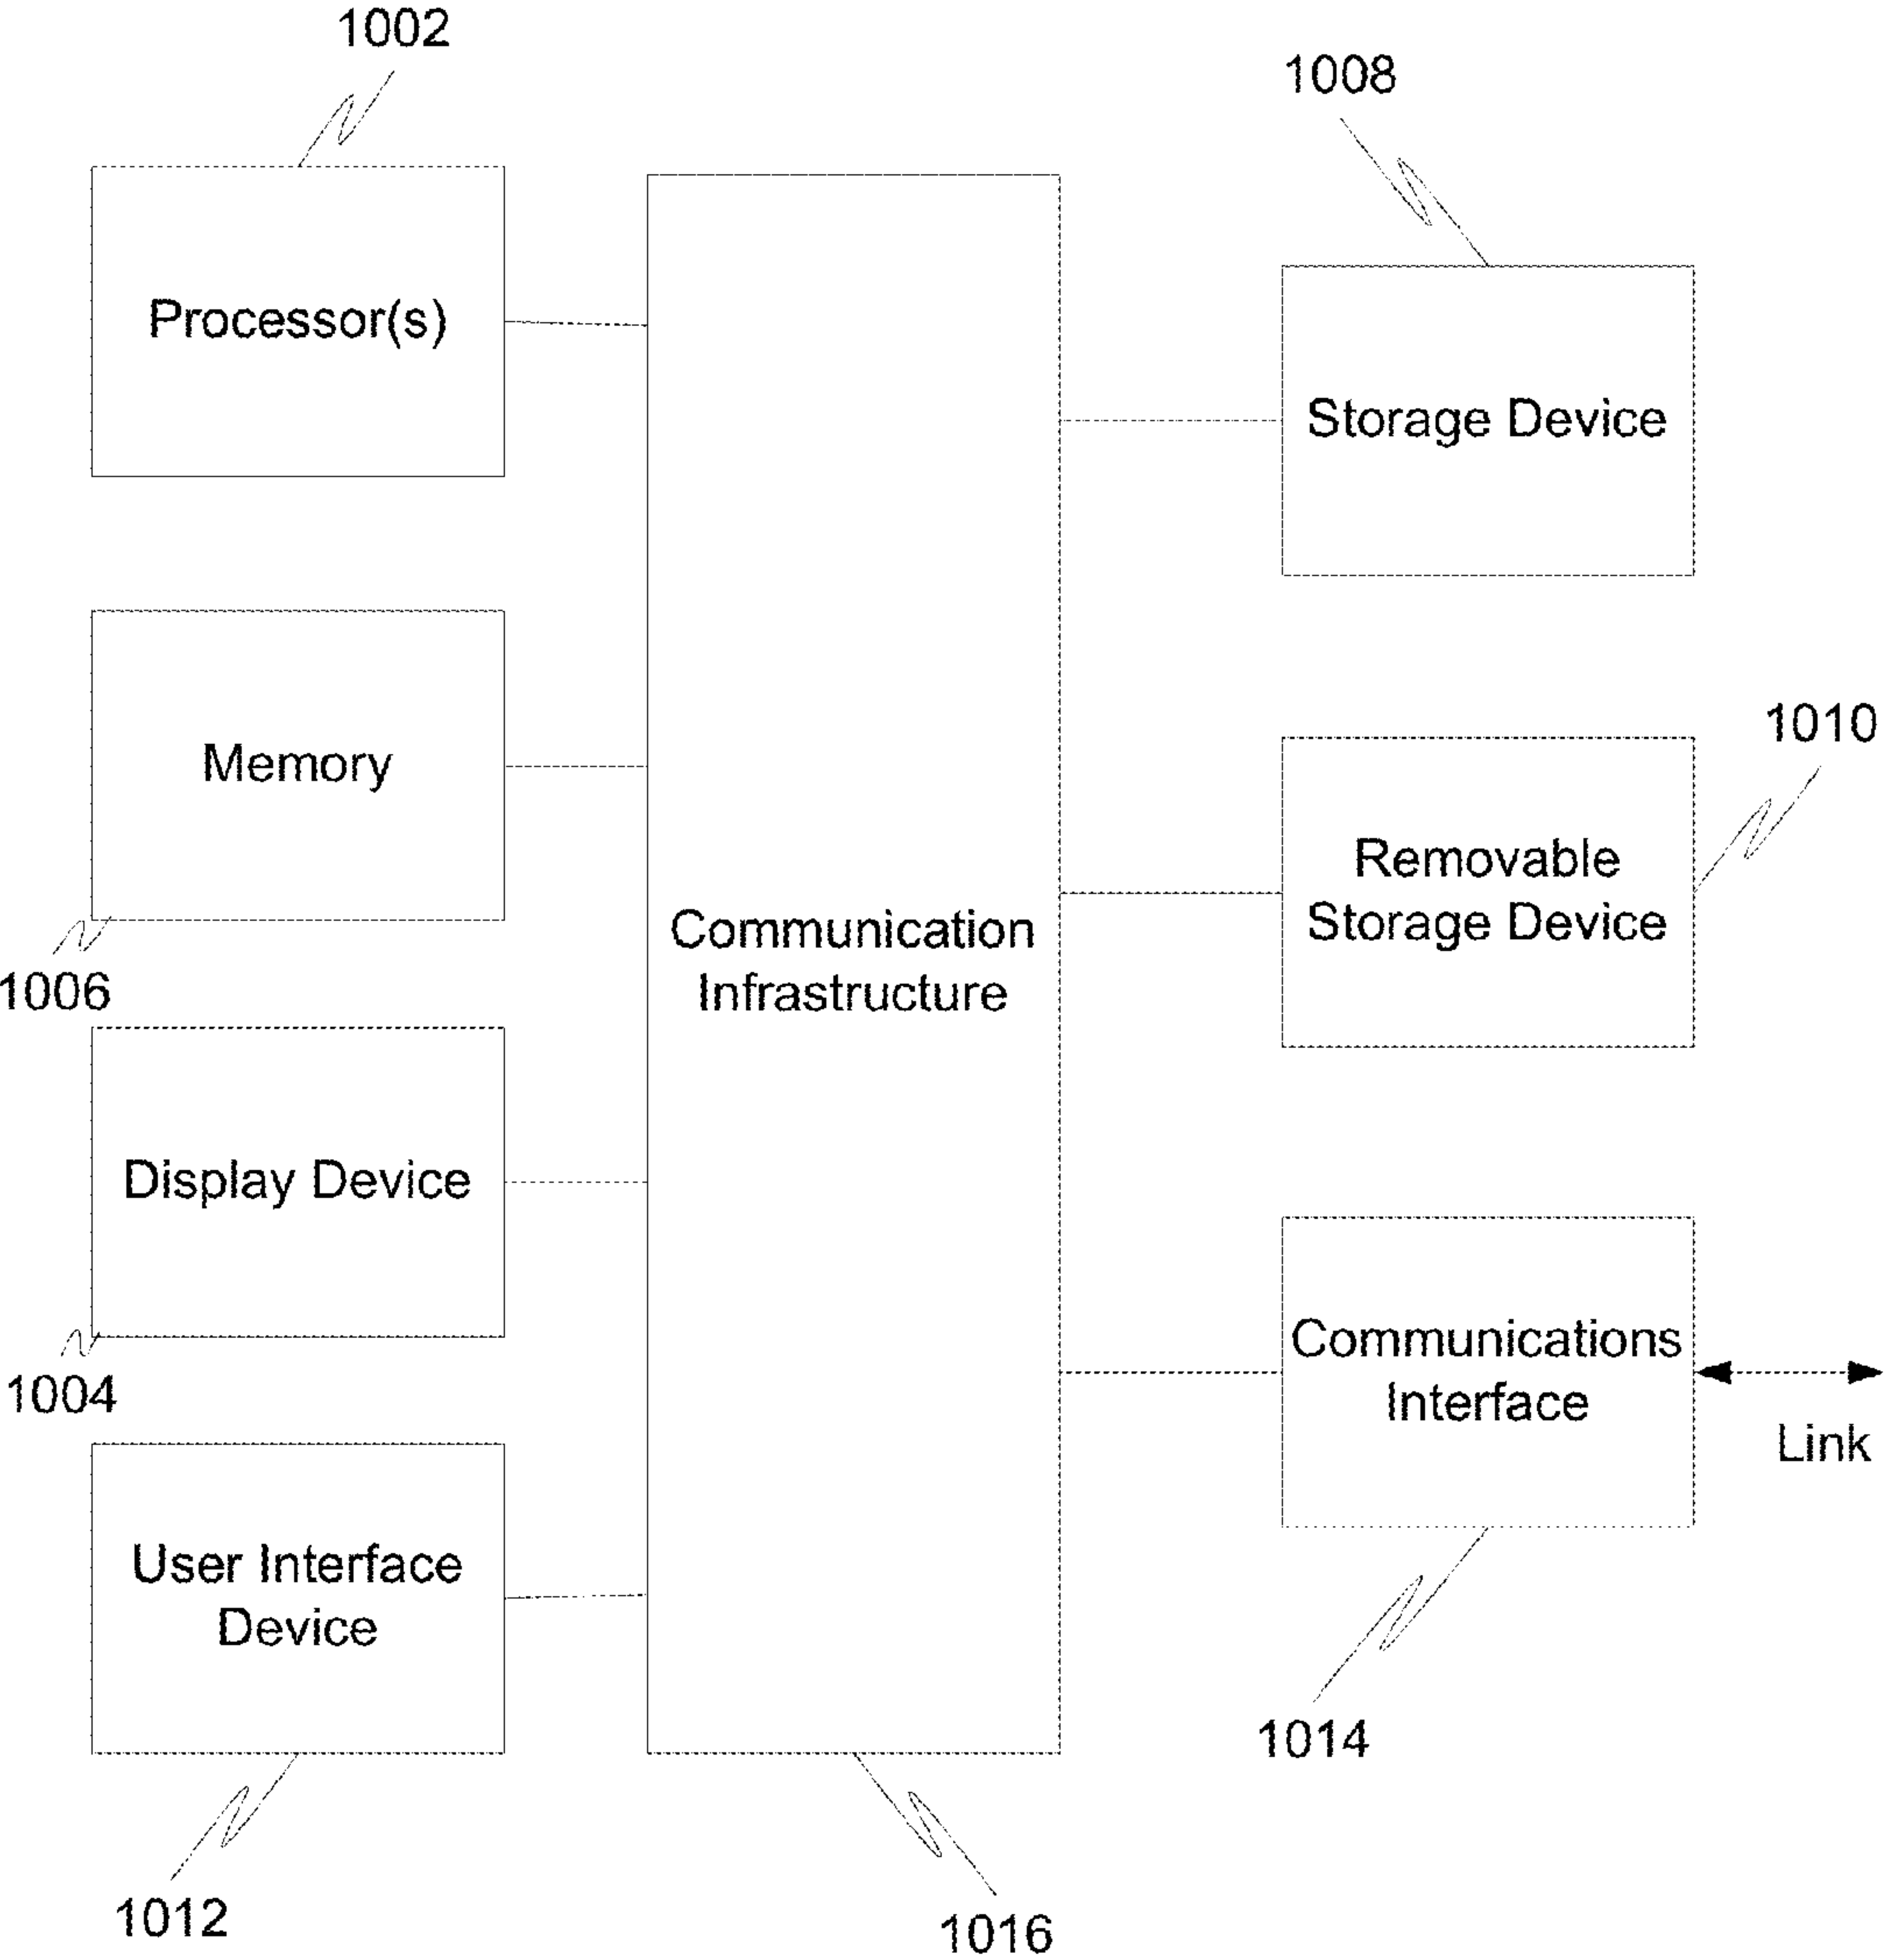 1002
1008
Processor(s)
Storage Device
1010
Memory
Removable
Storage Device
Communication
Infrastructure
1006
Display Device
Communications
Interface
Link
1004
User Interface
Device
1014
1012
1016